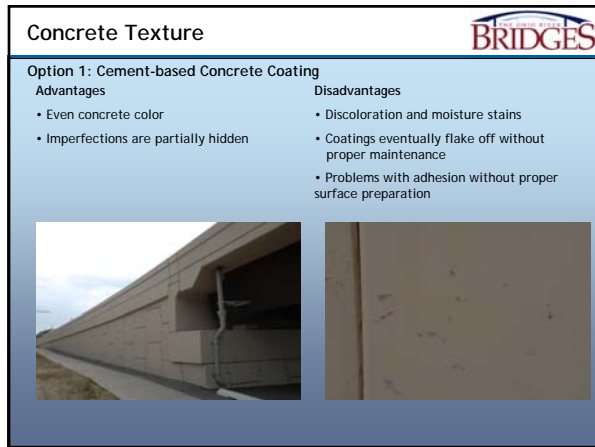 Concrete Texture
THE OHIO RIVER
BRIDGES
Option 1: Cement-based Concrete Coating
Advantages
• Even concrete color
• Imperfections are partially hidden
Disadvantages
• Discoloration and moisture stains
• Coatings eventually flake off without
proper maintenance
• Problems with adhesion without proper
surface preparation